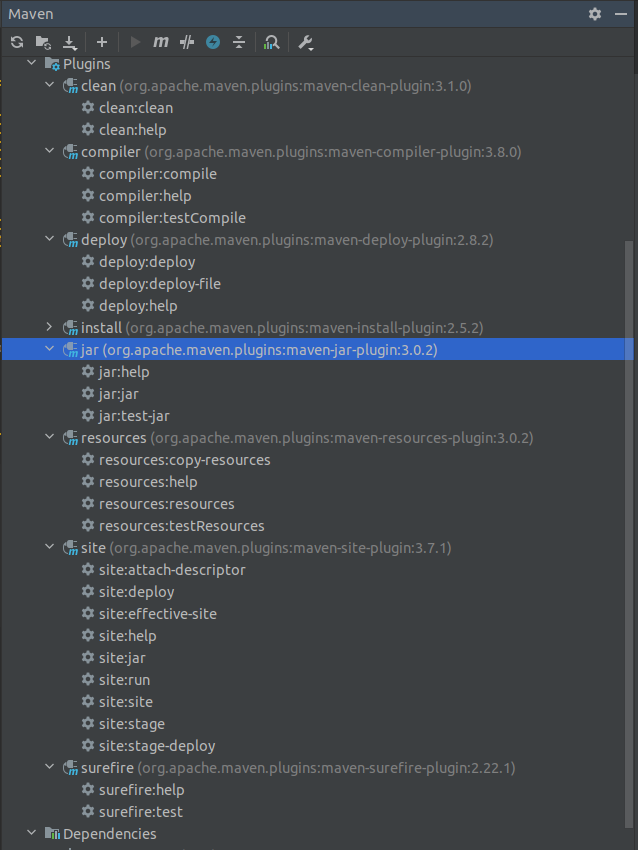 Maven
m
Plugins
clean (org.apache.maven.plugins:maven-clean-plugin:3.1.0)
clean:clean
clean:help
compiler (org.apache.maven.plugins:maven-compiler-plugin:3.8.0)
compiler:compile
compiler:help
compiler:testCompile
deploy (org.apache.maven.plugins:maven-deploy-plugin:2.8.2)
deploy:deploy
deploy:deploy-file
deploy:help
install (org.apache.maven.plugins:maven-install-plugin:2.5.2)
jar (org.apache.maven.plugins:maven-jar-plugin:3.0.2)
jar:help
jar:jar
jar:test-jar
resources (org.apache.maven.plugins:maven-resources-plugin:3.0.2)
resources:copy-resources
resources:help
resources:resources
resources:testResources
site (org.apache.maven.plugins:maven-site-plugin:3.7.1)
site:attach-descriptor
site:deploy
site:effective-site
site:help
site:jar
site:run
site:site
site:stage
site:stage-deploy
surefire (org.apache.maven.plugins:maven-surefire-plugin:2.22.1)
surefire:help
surefire:test
Dependencies